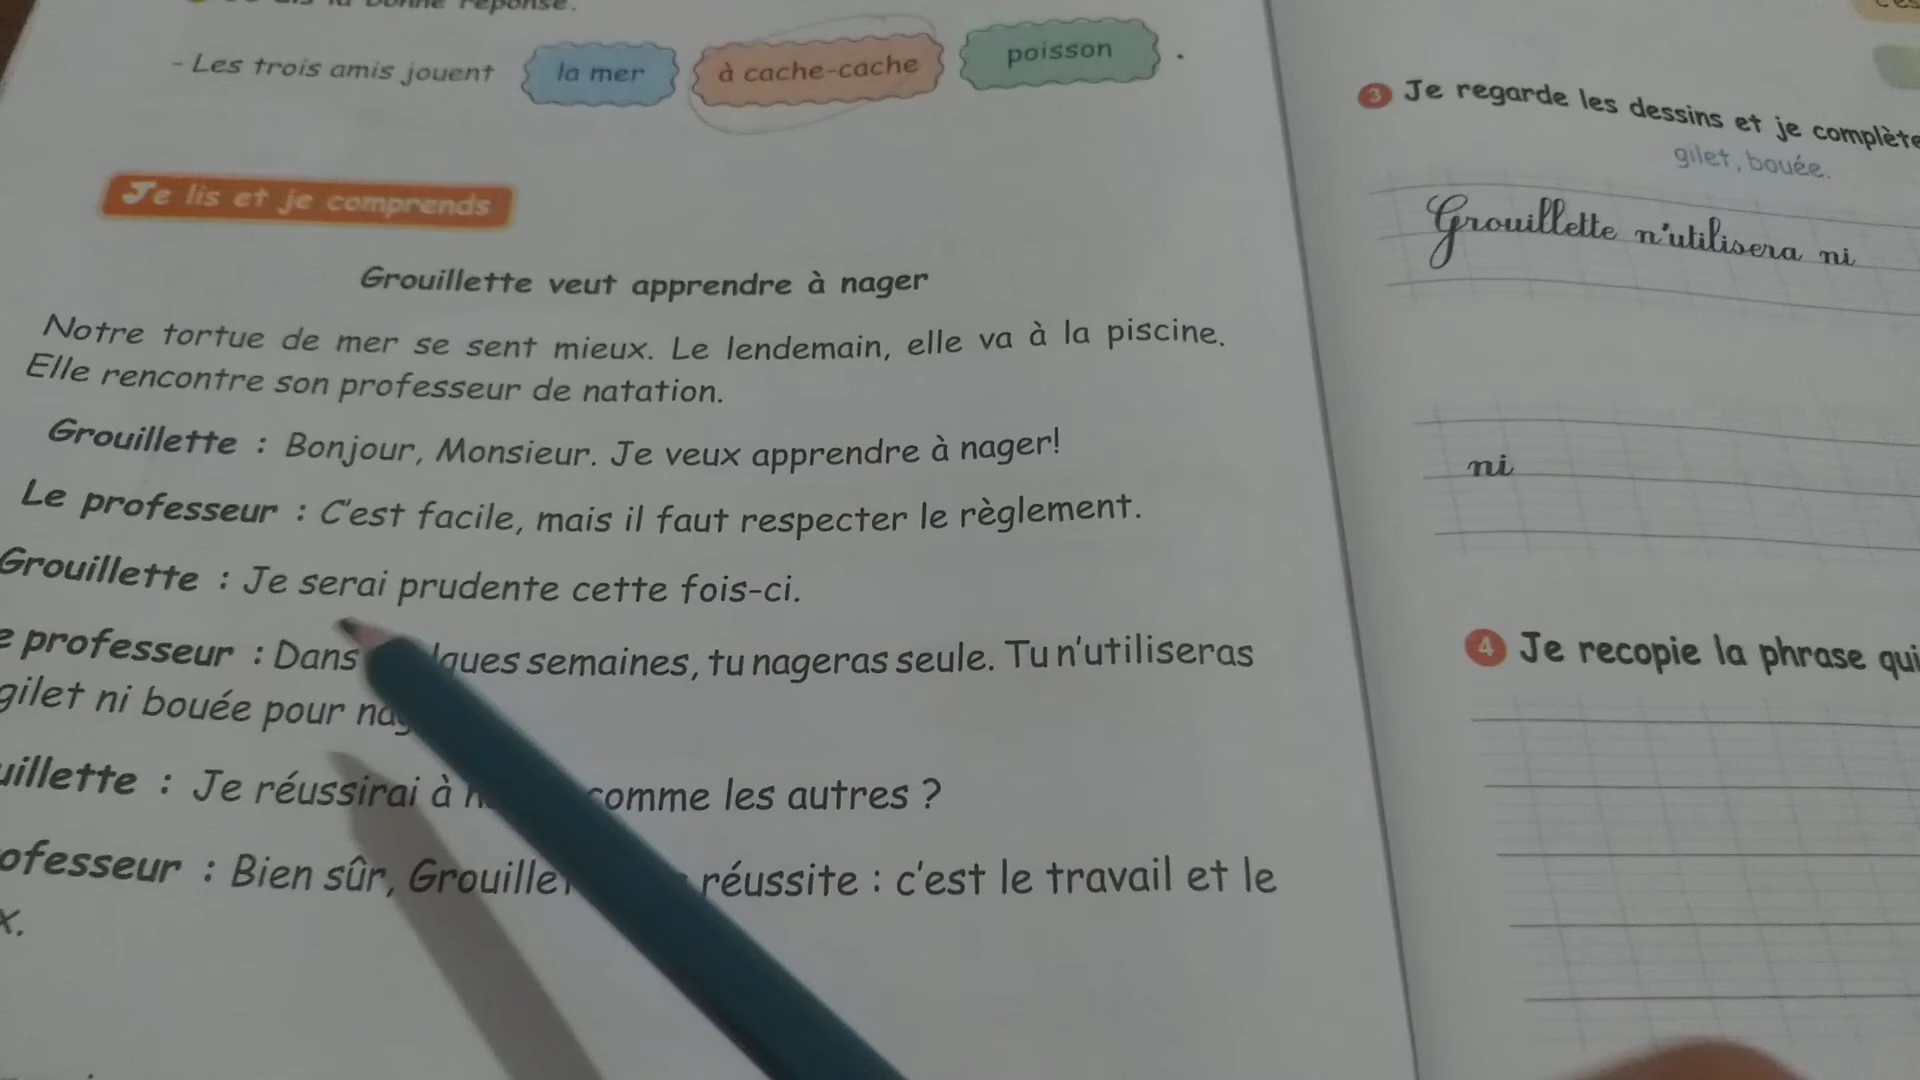 la bonne réponse.
- Les trois amis jouent la mer à cache-cache poisson .
Je lis et je comprends
Grouillette veut apprendre à nager
Notre tortue de mer se sent mieux. Le lendemain, elle va à la piscine.
Elle rencontre son professeur de natation.
Grouillette : Bonjour, Monsieur. Je veux apprendre à nager!
Le professeur : C'est facile, mais il faut respecter le règlement.
Grouillette : Je serai prudente cette fois-ci.
professeur : Dans semaines, tu nageras seule. Tu n'utiliseras
gilet ni bouée pour
: Je réussirai à comme les autres ?
: Bien sûr, réussite : c'est le travail et le
3 Je regarde les dessins et je complète
gilet, bouée.
Grouillette n'utilisera ni
ni
4 Je recopie la phrase qui